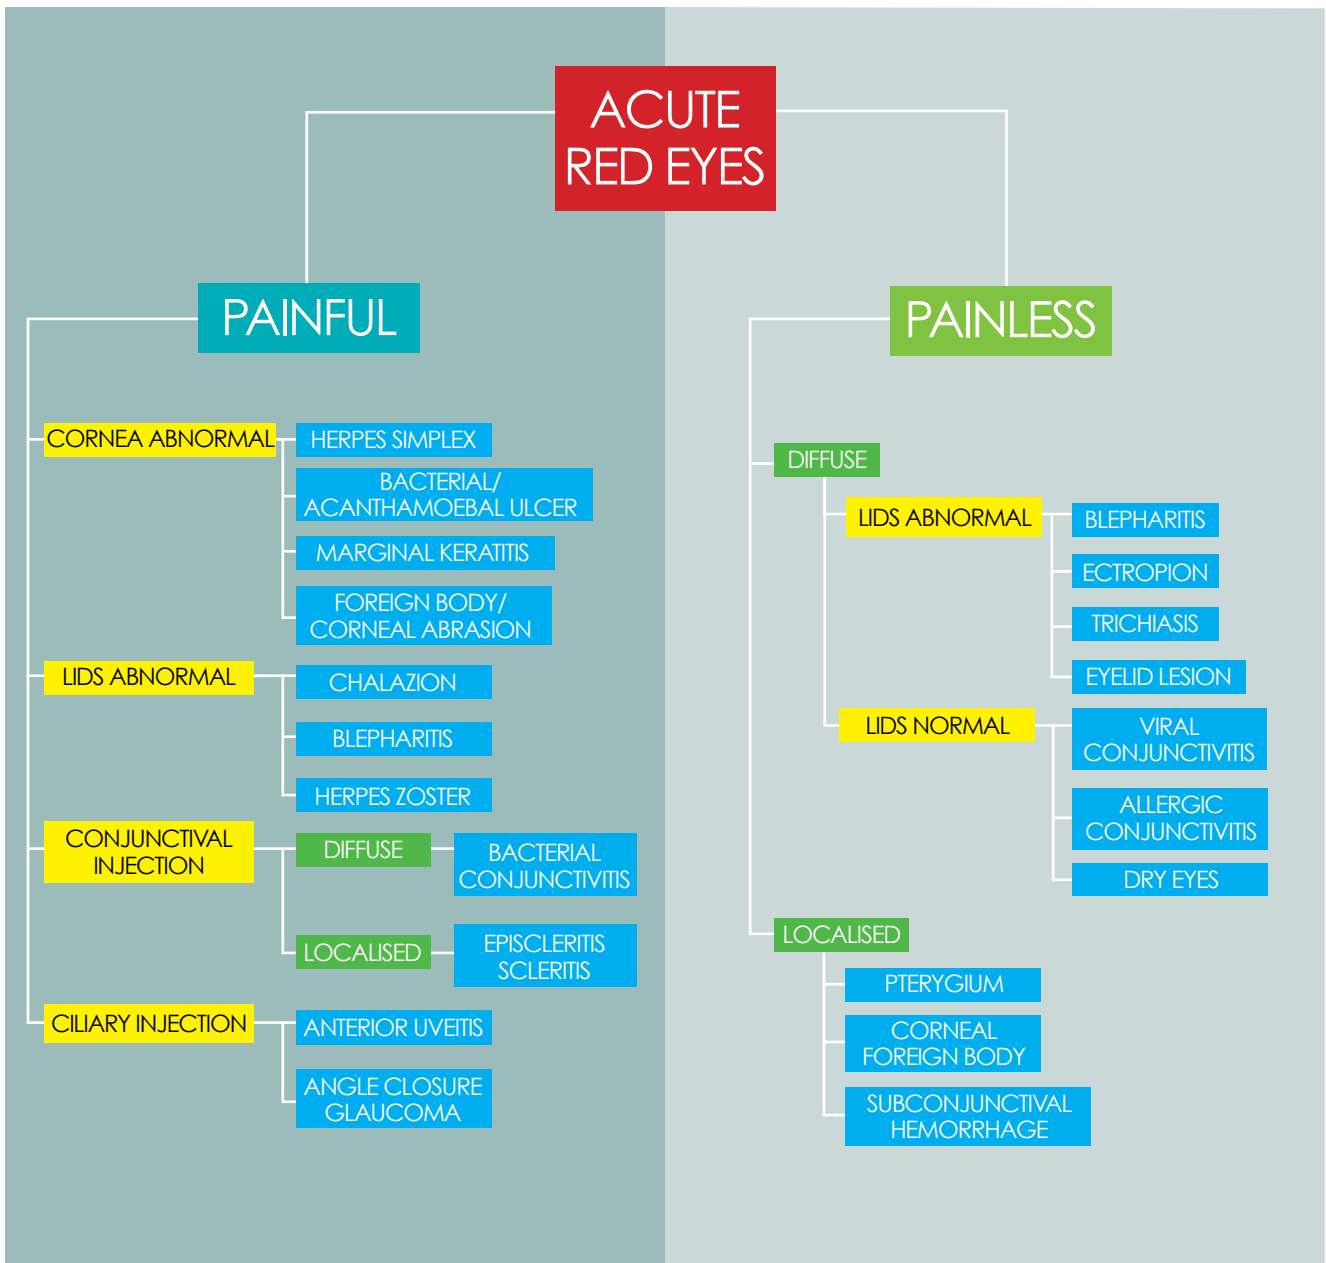 ACUTE
RED EYES
PAINFUL
CORNEA ABNORMAL
HERPES SIMPLEX
BACTERIAL/
ACANTHAMOEBAL ULCER
MARGINAL KERATITIS
FOREIGN BODY/
CORNEAL ABRASION
LIDS ABNORMAL
CHALAZION
BLEPHARITIS
HERPES ZOSTER
CONJUNCTIVAL
INJECTION
DIFFUSE
BACTERIAL
CONJUNCTIVITIS
LOCALISED
EPISCLERITIS
SCLERITIS
CILIARY INJECTION
ANTERIOR UVEITIS
ANGLE CLOSURE
GLAUCOMA
PAINLESS
DIFFUSE
LIDS ABNORMAL
BLEPHARITIS
ECTROPION
TRICHIASIS
EYELID LESION
LIDS NORMAL
VIRAL
CONJUNCTIVITIS
ALLERGIC
CONJUNCTIVITIS
DRY EYES
LOCALISED
PTERYGIUM
CORNEAL
FOREIGN BODY
SUBCONJUNCTIVAL
HEMORRHAGE